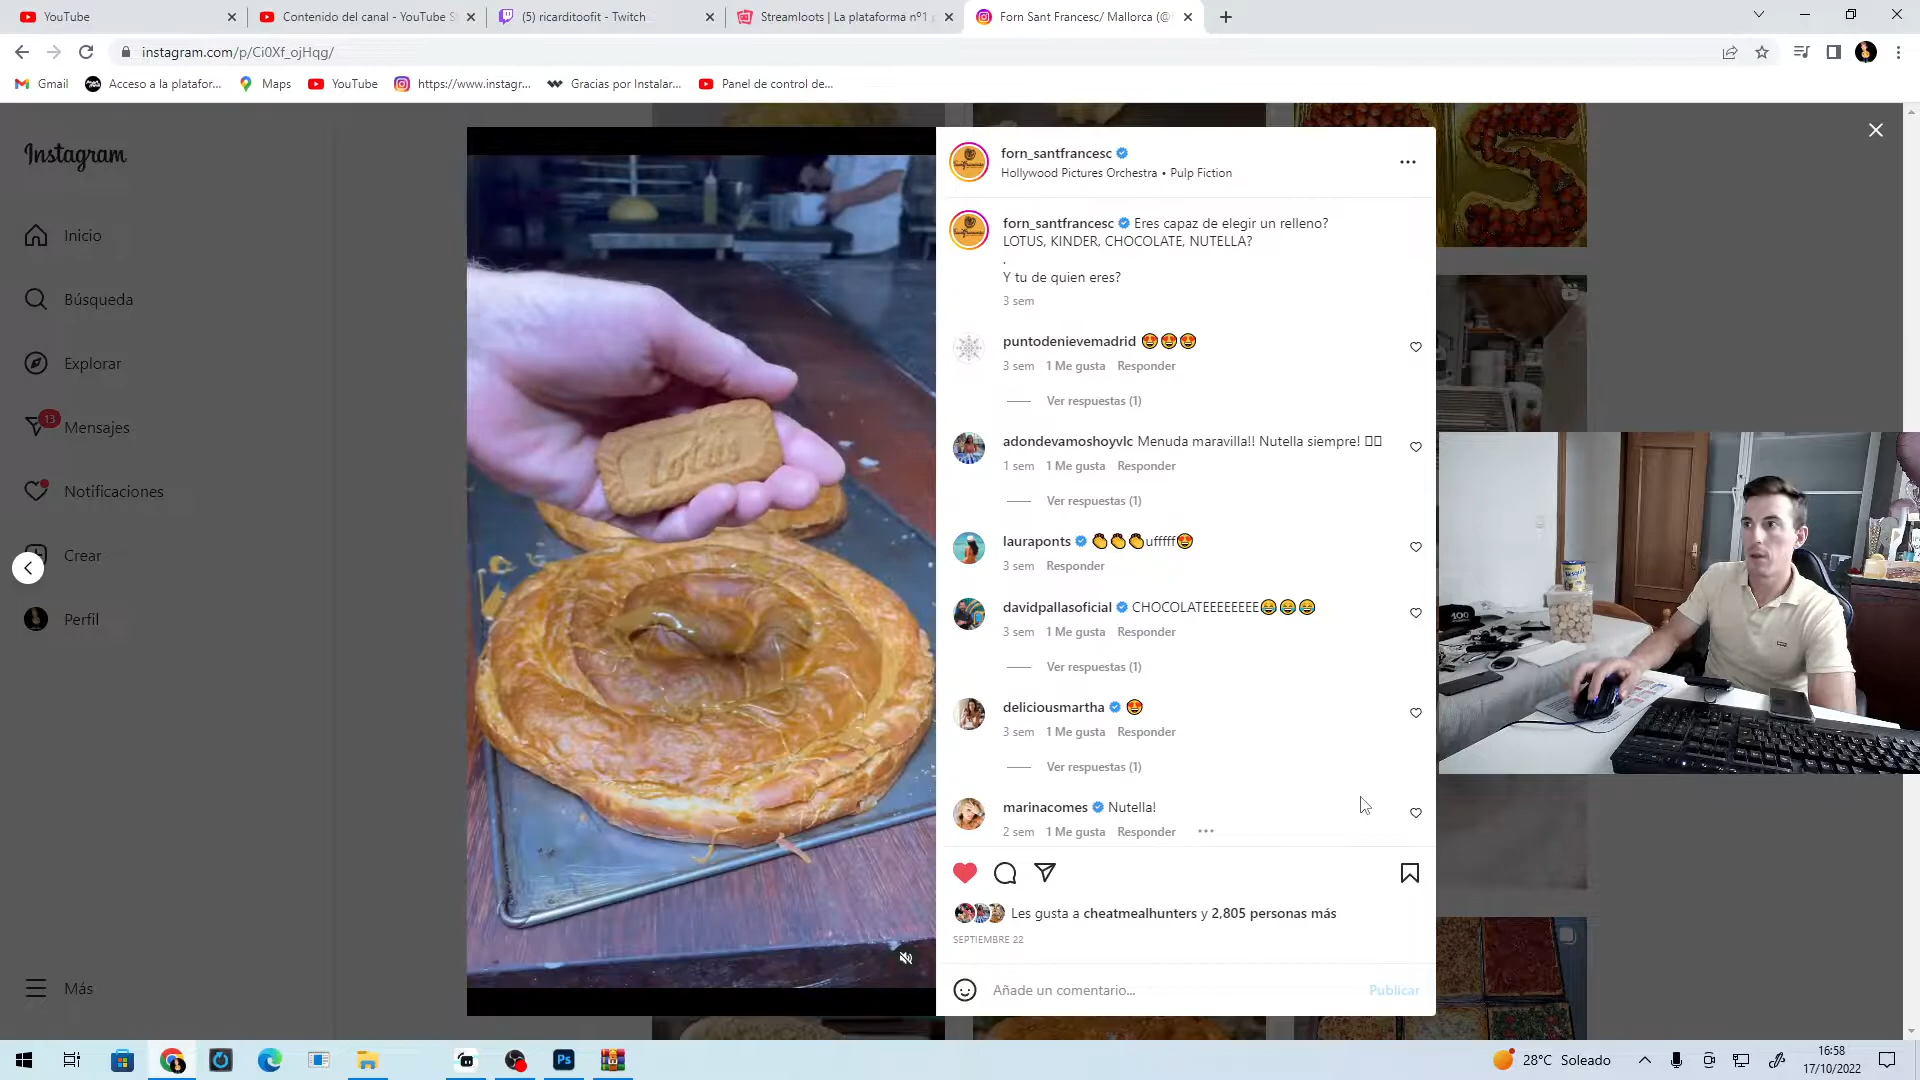 YouTube
Contenido del canal - YouTube S
(5) ricarditoofit - Twitch
Streamloots | La plataforma nº1 p
Forn Sant Francesc/ Mallorca (@
instagram.com/p/Ci0Xf_ojHqg/
Gmail
Acceso a la platafor...
Maps
YouTube
https://www.instagr...
Gracias por Instalar...
Panel de control de...
Instagram
Inicio
Búsqueda
Explorar
13
Mensajes
Notificaciones
Crear
Perfil
Más
Lotus
forn_santfrancesc
Hollywood Pictures Orchestra • Pulp Fiction
forn_santfrancesc Eres capaz de elegir un relleno?
LOTUS, KINDER, CHOCOLATE, NUTELLA?
.
Y tu de quien eres?
3 sem
puntodenievemadrid 😍😍😍
3 sem 1 Me gusta Responder
Ver respuestas (1)
adondevamoshoyvlc Menuda maravilla!! Nutella siempre!
1 sem 1 Me gusta Responder
Ver respuestas (1)
lauraponts 👏👏👏ufffff😍
3 sem Responder
davidpallasoficial CHOCOLATEEEEEEEE😂😂😂
3 sem 1 Me gusta Responder
Ver respuestas (1)
deliciousmartha 😍
3 sem 1 Me gusta Responder
Ver respuestas (1)
marinacomes Nutella!
2 sem 1 Me gusta Responder
Les gusta a cheatmealhunters y 2,805 personas más
SEPTIEMBRE 22
Añade un comentario...
Publicar
100
Ps
28°C Soleado
16:58
17/10/2022